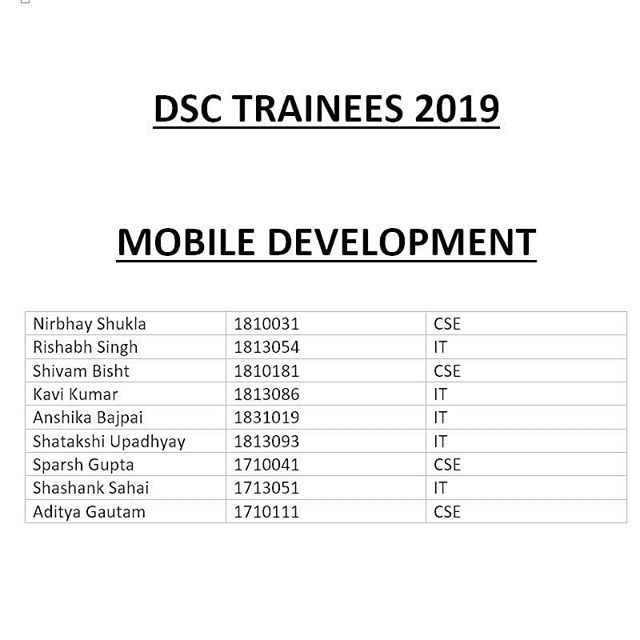 DSC TRAINEES 2019
MOBILE DEVELOPMENT
Nirbhay Shukla 1810031 CSE
Rishabh Singh 1813054 IT
Shivam Bisht 1810181 CSE
Kavi Kumar 1813086 IT
Anshika Bajpai 1831019 IT
Shatakshi Upadhyay 1813093 IT
Sparsh Gupta 1710041 CSE
Shashank Sahai 1713051 IT
Aditya Gautam 1710111 CSE